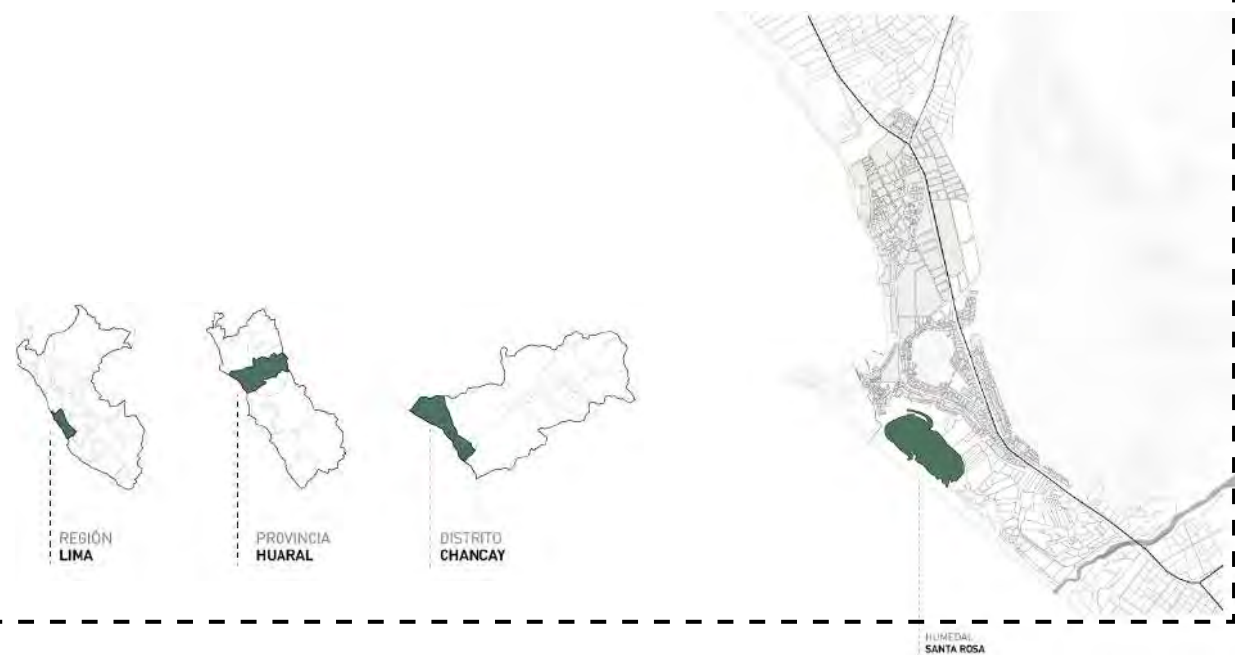 REGIÓN
LIMA
PROVINCIA
HUARAL
DISTRITO
CHANCAY
HUMEDAL
SANTA ROSA